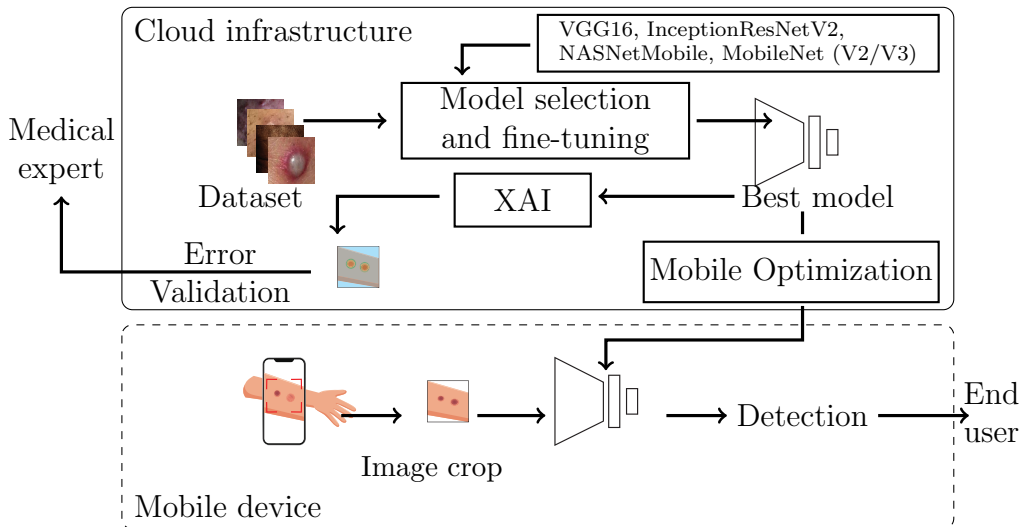 Cloud infrastructure
VGG16, InceptionResNetV2,
NASNetMobile, MobileNet (V2/V3)
Model selection
and fine-tuning
Medical
expert
Dataset
XAI
Best model
Error
Validation
Mobile Optimization
Detection
End
user
Image crop
Mobile device